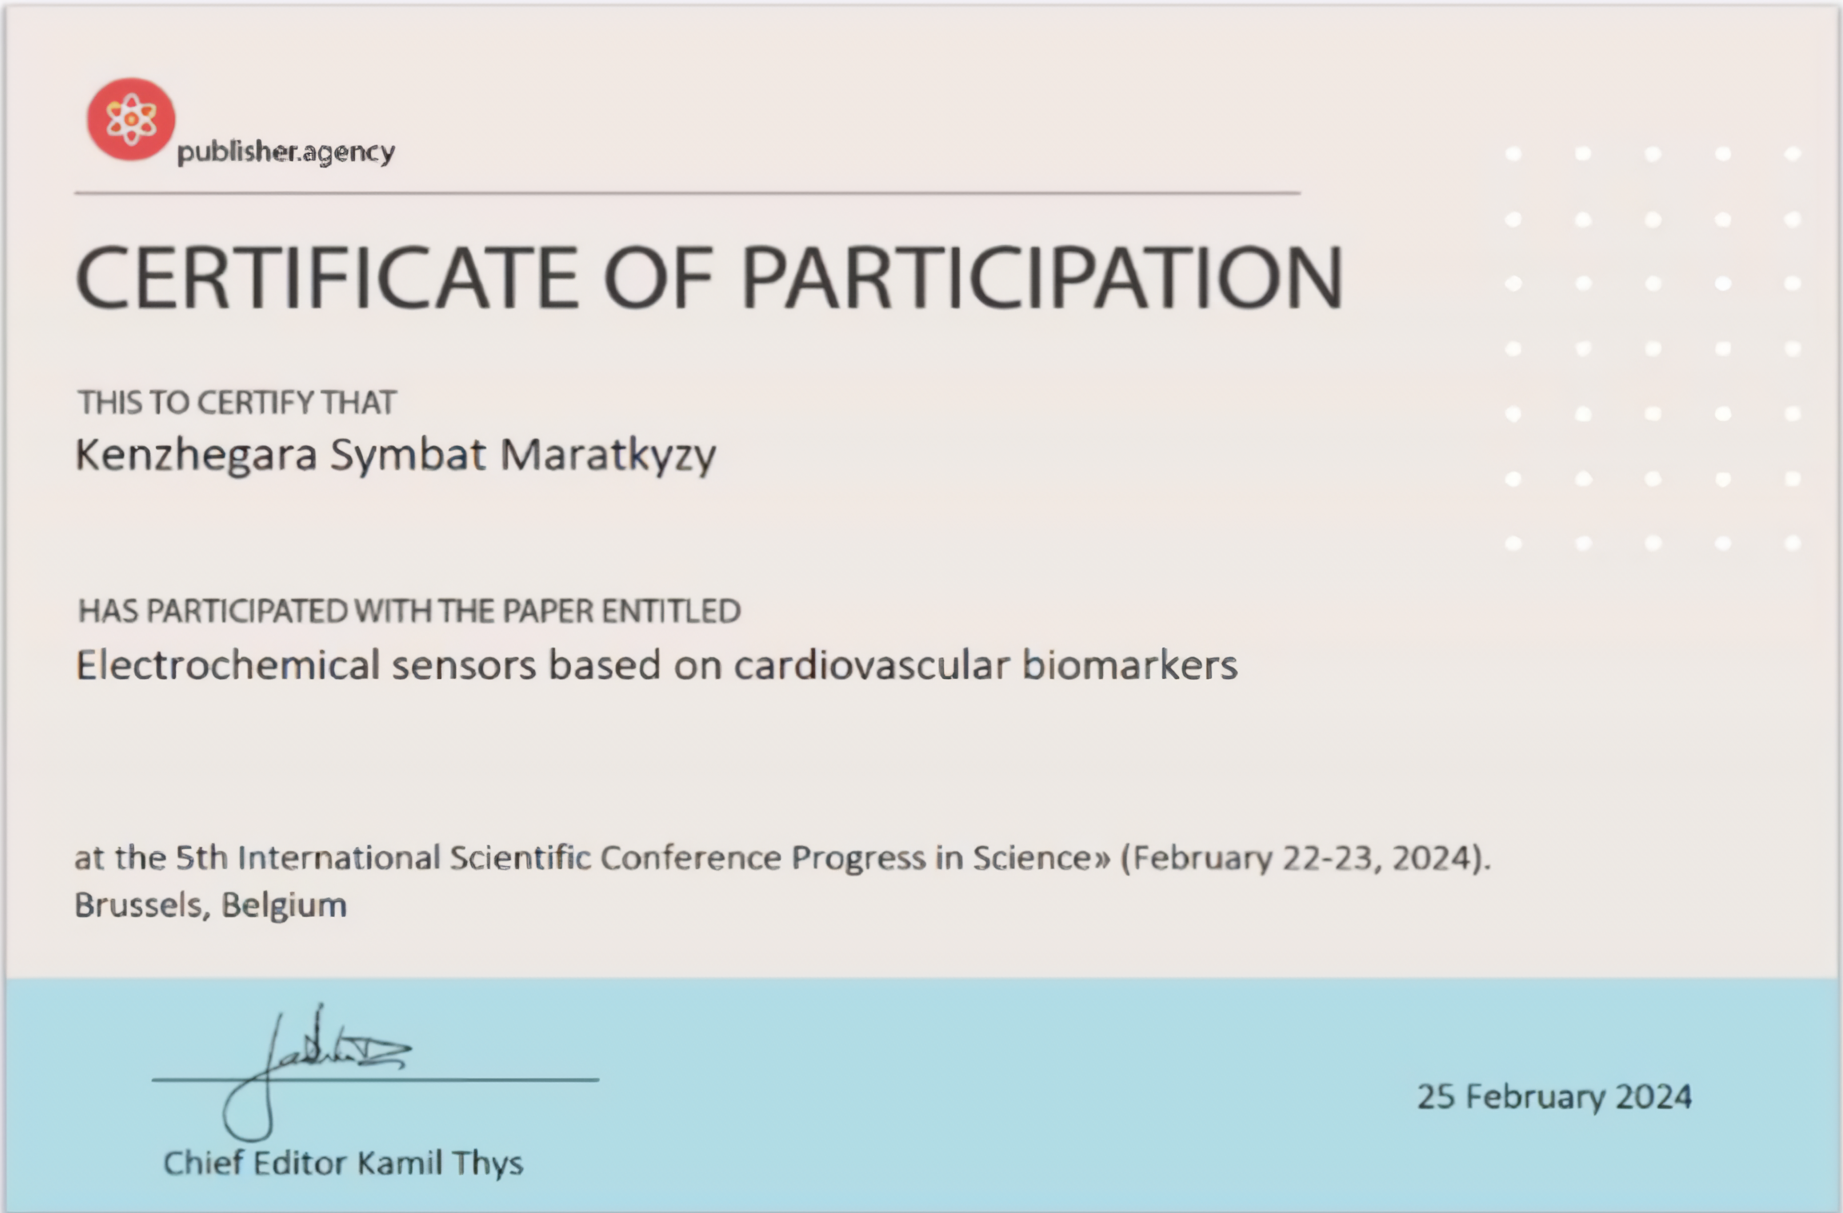 publisher.agency
CERTIFICATE OF PARTICIPATION
THIS TO CERTIFY THAT
Kenzhegara Symbat Maratkyzy
HAS PARTICIPATED WITH THE PAPER ENTITLED
Electrochemical sensors based on cardiovascular biomarkers
at the 5th International Scientific Conference Progress in Science» (February 22-23, 2024).
Brussels, Belgium
25 February 2024
Chief Editor Kamil Thys